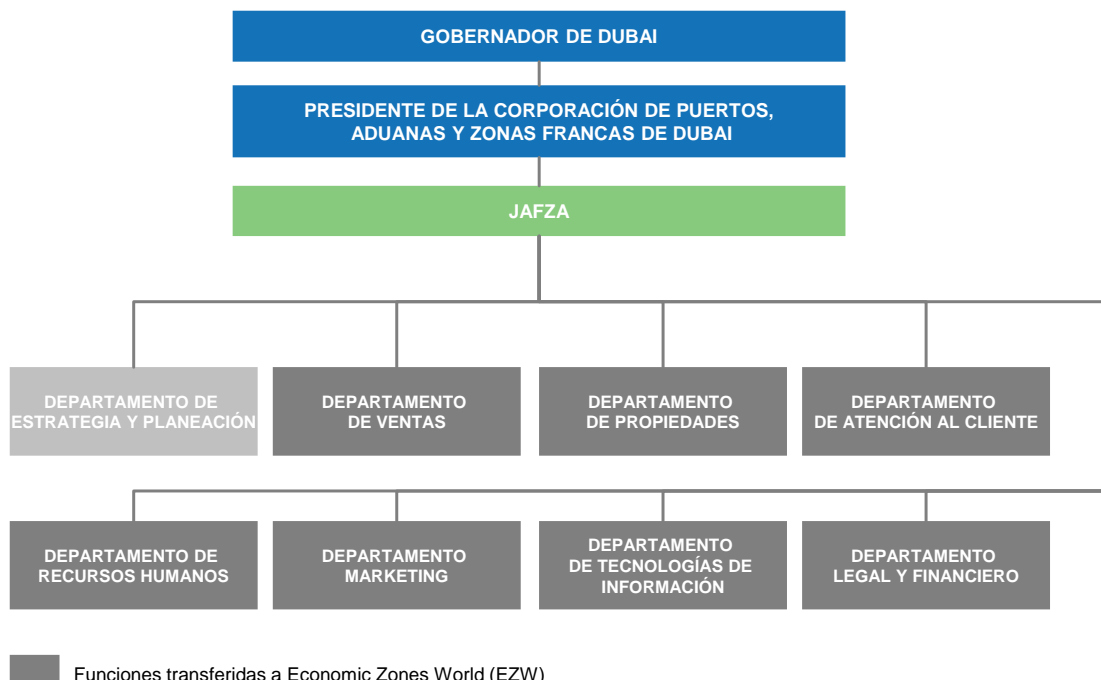 GOBERNADOR DE DUBAI
PRESIDENTE DE LA CORPORACIÓN DE PUERTOS,
ADUANAS Y ZONAS FRANCAS DE DUBAI
JAFZA
DEPARTAMENTO DE
ESTRATEGIA Y PLANEACIÓN
DEPARTAMENTO
DE VENTAS
DEPARTAMENTO
DE PROPIEDADES
DEPARTAMENTO
DE ATENCIÓN AL CLIENTE
DEPARTAMENTO DE
RECURSOS HUMANOS
DEPARTAMENTO
MARKETING
DEPARTAMENTO
DE TECNOLOGÍAS DE
INFORMACIÓN
DEPARTAMENTO
LEGAL Y FINANCIERO
Funciones transferidas a Economic Zones World (EZW)